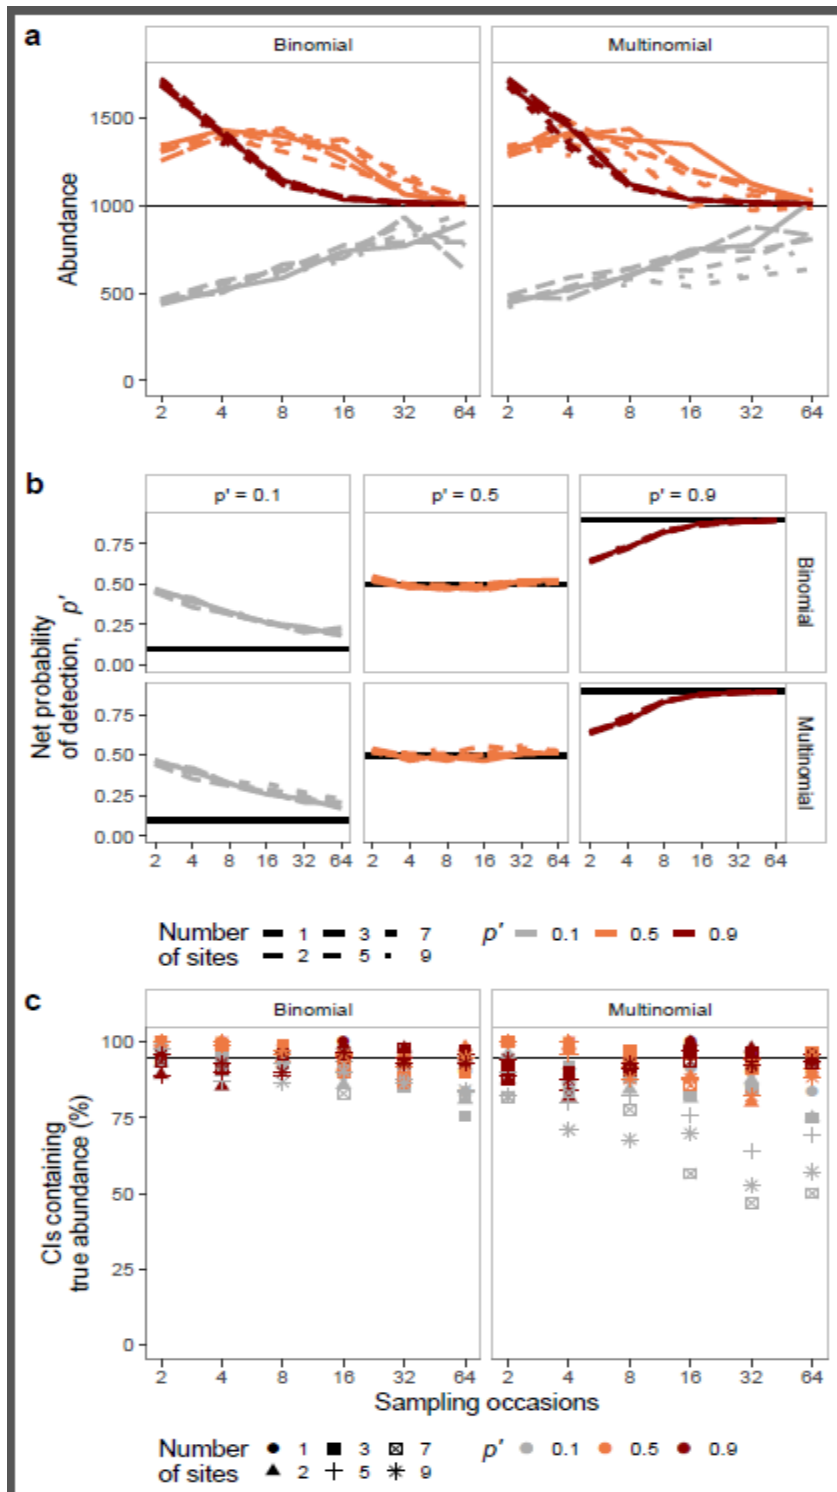 a
Binomial Multinomial
1500
1000
500
0
Abundance
2 4 8 16 32 64 2 4 8 16 32 64
b
p' = 0.1 p' = 0.5 p' = 0.9
0.75
0.50
0.25
0.00
Binomial
0.75
0.50
0.25
0.00
Multinomial
Net probability
of detection, p'
2 4 8 16 32 64 2 4 8 16 32 64 2 4 8 16 32 64
Number 1 3 7 p' 0.1 0.5 0.9
of sites 2 5 9
c
Binomial Multinomial
100
75
50
25
0
CIs containing
true abundance (%)
2 4 8 16 32 64 2 4 8 16 32 64
Sampling occasions
Number 1 3 7 p' 0.1 0.5 0.9
of sites 2 5 9